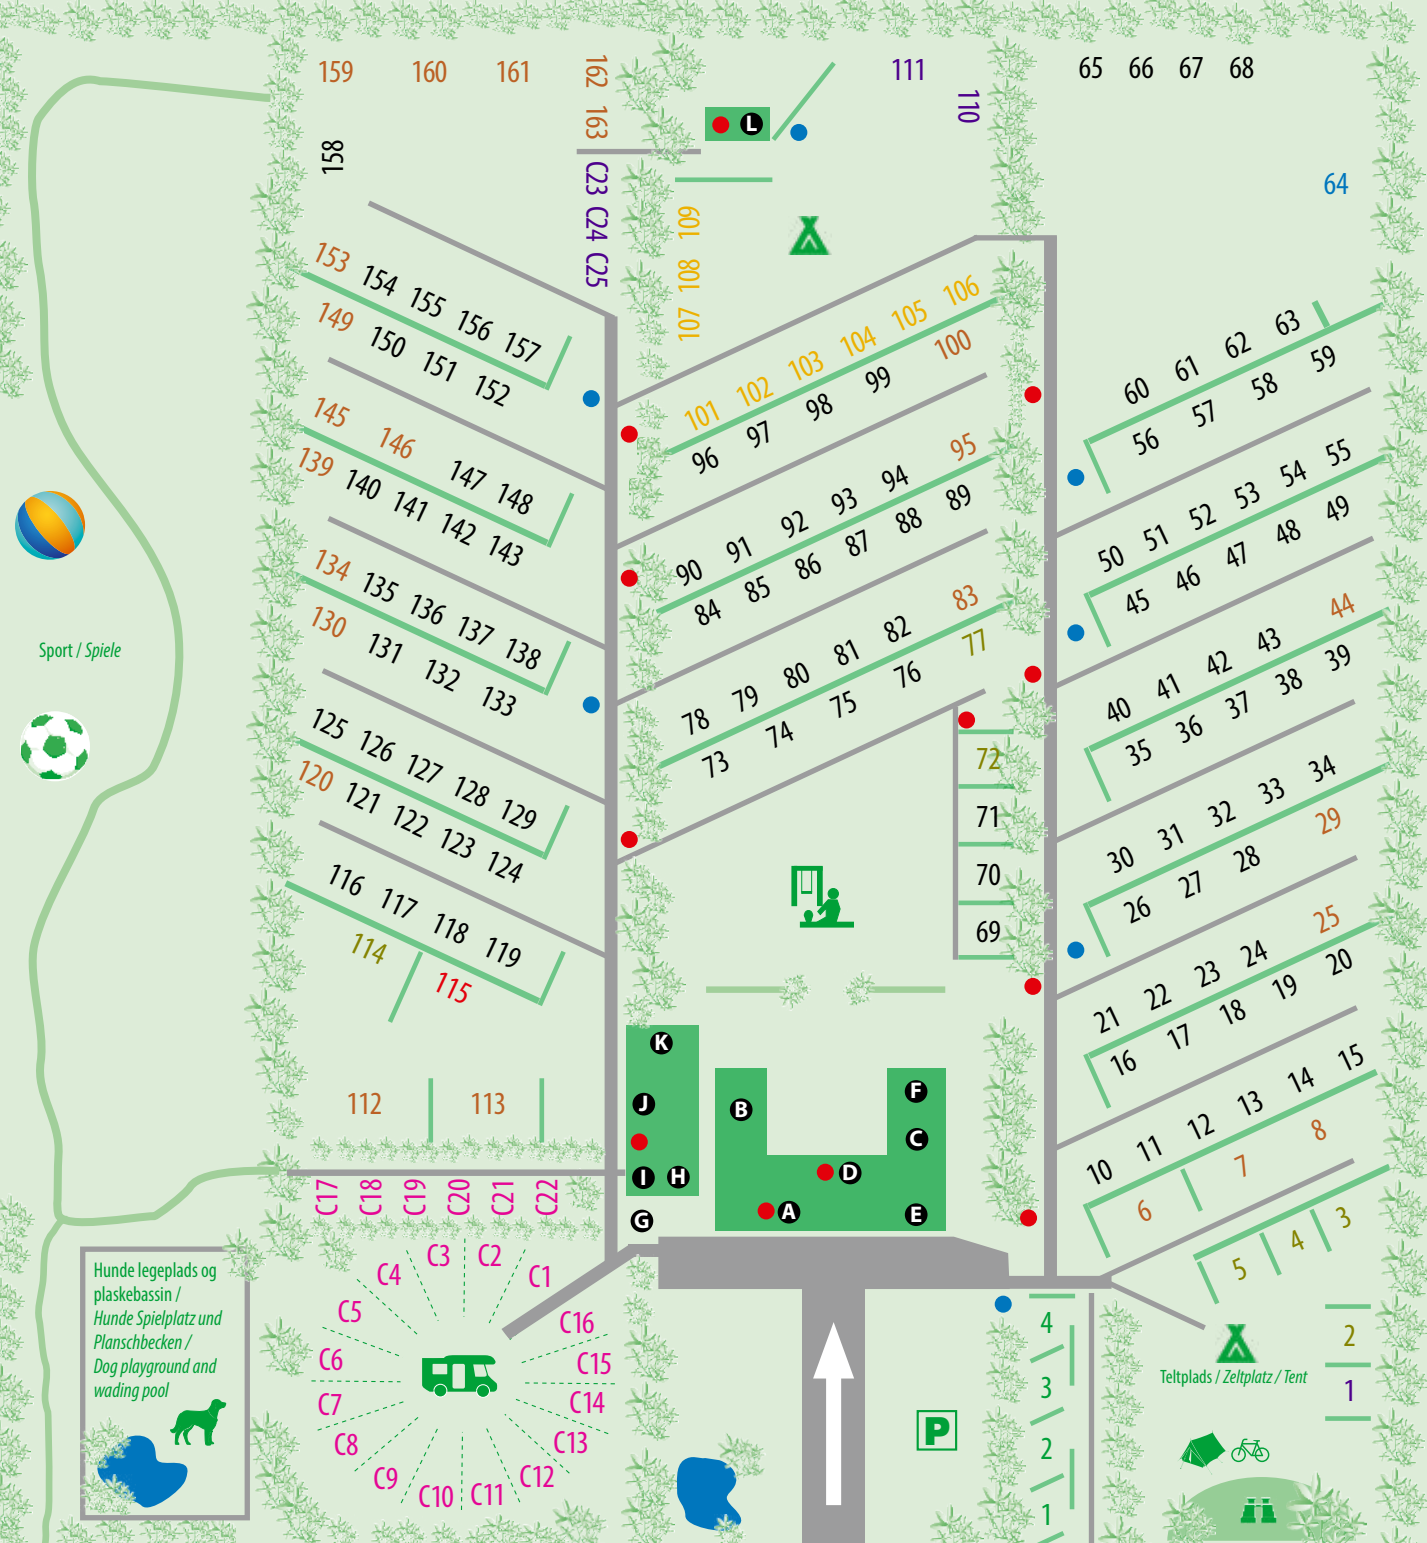 159 160 161 162 111 65 66 67 68
163 L 110
158
C23 64
C24 109
C25 108
107
153 154 155 156 157
149 150 151 152
145 146 147 148
139 140 141 142 143
134 135 136 137 138
130 131 132 133
125 126 127 128 129
120 121 122 123 124
116 117 118 119
114 115
112 113
101 102 103 104 105 106
96 97 98 99 100
90 91 92 93 94 95
84 85 86 87 88 89
78 79 80 81 82 83
73 74 75 76 77
72
71
70
69
60 61 62 63
56 57 58 59
50 51 52 53 54 55
45 46 47 48 49
40 41 42 43 44
35 36 37 38 39
30 31 32 33 34
26 27 28 29
21 22 23 24 25
16 17 18 19 20
10 11 12 13 14 15
6 7 8
5 4 3
2
1
Sport / Spiele
K
J
I H
G
B F
C
D
A E
C17 C18 C19 C20 C21 C22
C3 C2
C4 C1
C5 C16
C6 C15
C7 C14
C8 C13
C9 C12
C10 C11
Hunde legeplads og
plaskebassin /
Hunde Spielplatz und
Planschbecken /
Dog playground and
wading pool
P
4
3
2
1
Teltplads / Zeltplatz / Tent